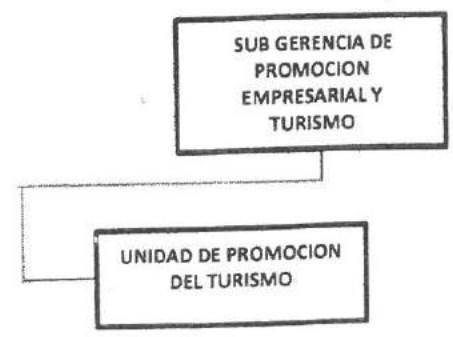 SUB GERENCIA DE
PROMOCION
EMPRESARIAL Y
TURISMO
UNIDAD DE PROMOCION
DEL TURISMO